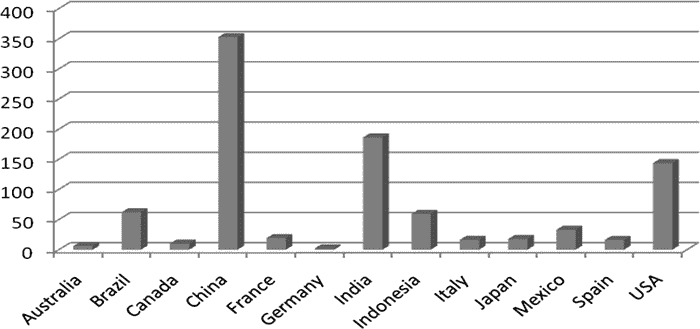 400
350
300
250
200
150
100
50
0
Australia
Brazil
Canada
China
France
Germany
India
Indonesia
Italy
Japan
Mexico
Spain
USA